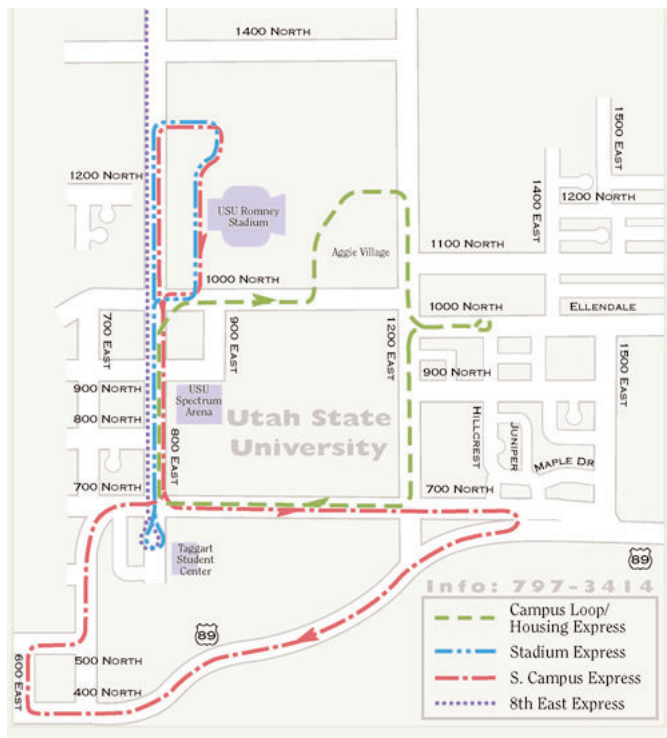 1400 NORTH
1500 EAST
1200 NORTH
1400 EAST
1200 NORTH
USU Romney
Stadium
1100 NORTH
Aggie Village
1000 NORTH
1000 NORTH
ELLENDALE
700 EAST
900 EAST
1200 EAST
1500 EAST
900 NORTH
900 NORTH
USU
Spectrum
Arena
800 NORTH
Utah State
University
800 EAST
HILLCREST
JUNIPER
MAPLE DR
700 NORTH
700 NORTH
Taggart
Student
Center
89
Info: 797-3414
89
Campus Loop/
Housing Express
Stadium Express
S. Campus Express
8th East Express
600 EAST
500 NORTH
400 NORTH